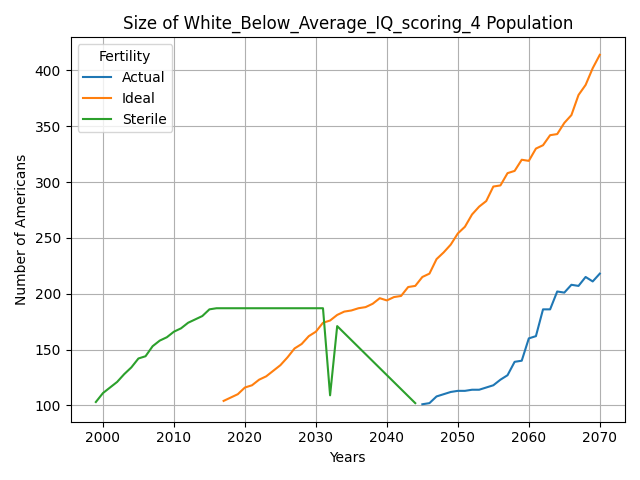 Size of White_Below_Average_IQ_scoring_4 Population
Fertility
Actual
Ideal
Sterile
Number of Americans
400
350
300
250
200
150
100
2000 2010 2020 2030 2040 2050 2060 2070
Years